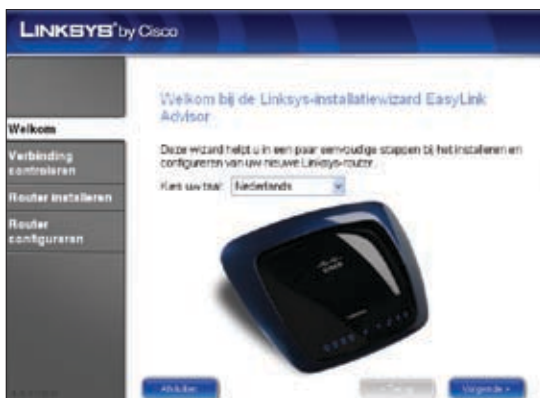 LINKSYS® by Cisco
Welkom bij de Linksys-installatiewizard EasyLink
Advisor
Deze wizard helpt u in een paar eenvoudige stappen bij het installeren en
configureren van uw nieuwe Linksys-router.
Kies uw taal: Nederlands
Welkom
Verbinding
controleren
Router installeren
Router
configureren
Afsluiten
< Terug
Volgende >